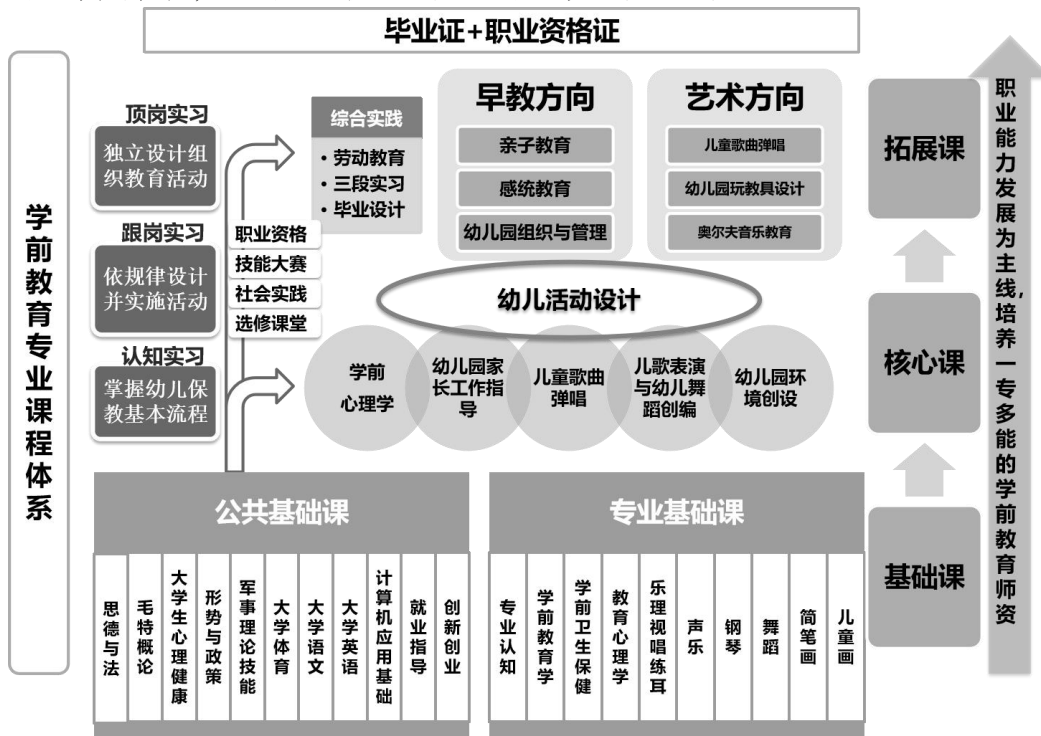 毕业证+职业资格证
学前教育专业课程体系
顶岗实习
独立设计组
织教育活动
跟岗实习
依规律设计
并实施活动
认知实习
掌握幼儿保
教基本流程
职业资格
技能大赛
社会实践
选修课堂
综合实践
• 劳动教育
• 三段实习
• 毕业设计
早教方向
亲子教育
感统教育
幼儿园组织与管理
艺术方向
儿童歌曲弹唱
幼儿园玩教具设计
奥尔夫音乐教育
幼儿活动设计
学前
心理学
幼儿园家
长工作指
导
儿童歌曲
弹唱
儿歌表演
与幼儿舞
蹈创编
幼儿园环
境创设
公共基础课
思德与法
毛特概论
大学生心理健康
形势与政策
军事理论技能
大学体育
大学语文
大学英语
计算机应用基础
就业指导
创新创业
专业基础课
专业认知
学前教育学
学前卫生保健
教育心理学
乐理视唱练耳
声乐
钢琴
舞蹈
简笔画
儿童画
拓展课
核心课
基础课
职业能力发展为主线，培养一专多能的学前教育师资